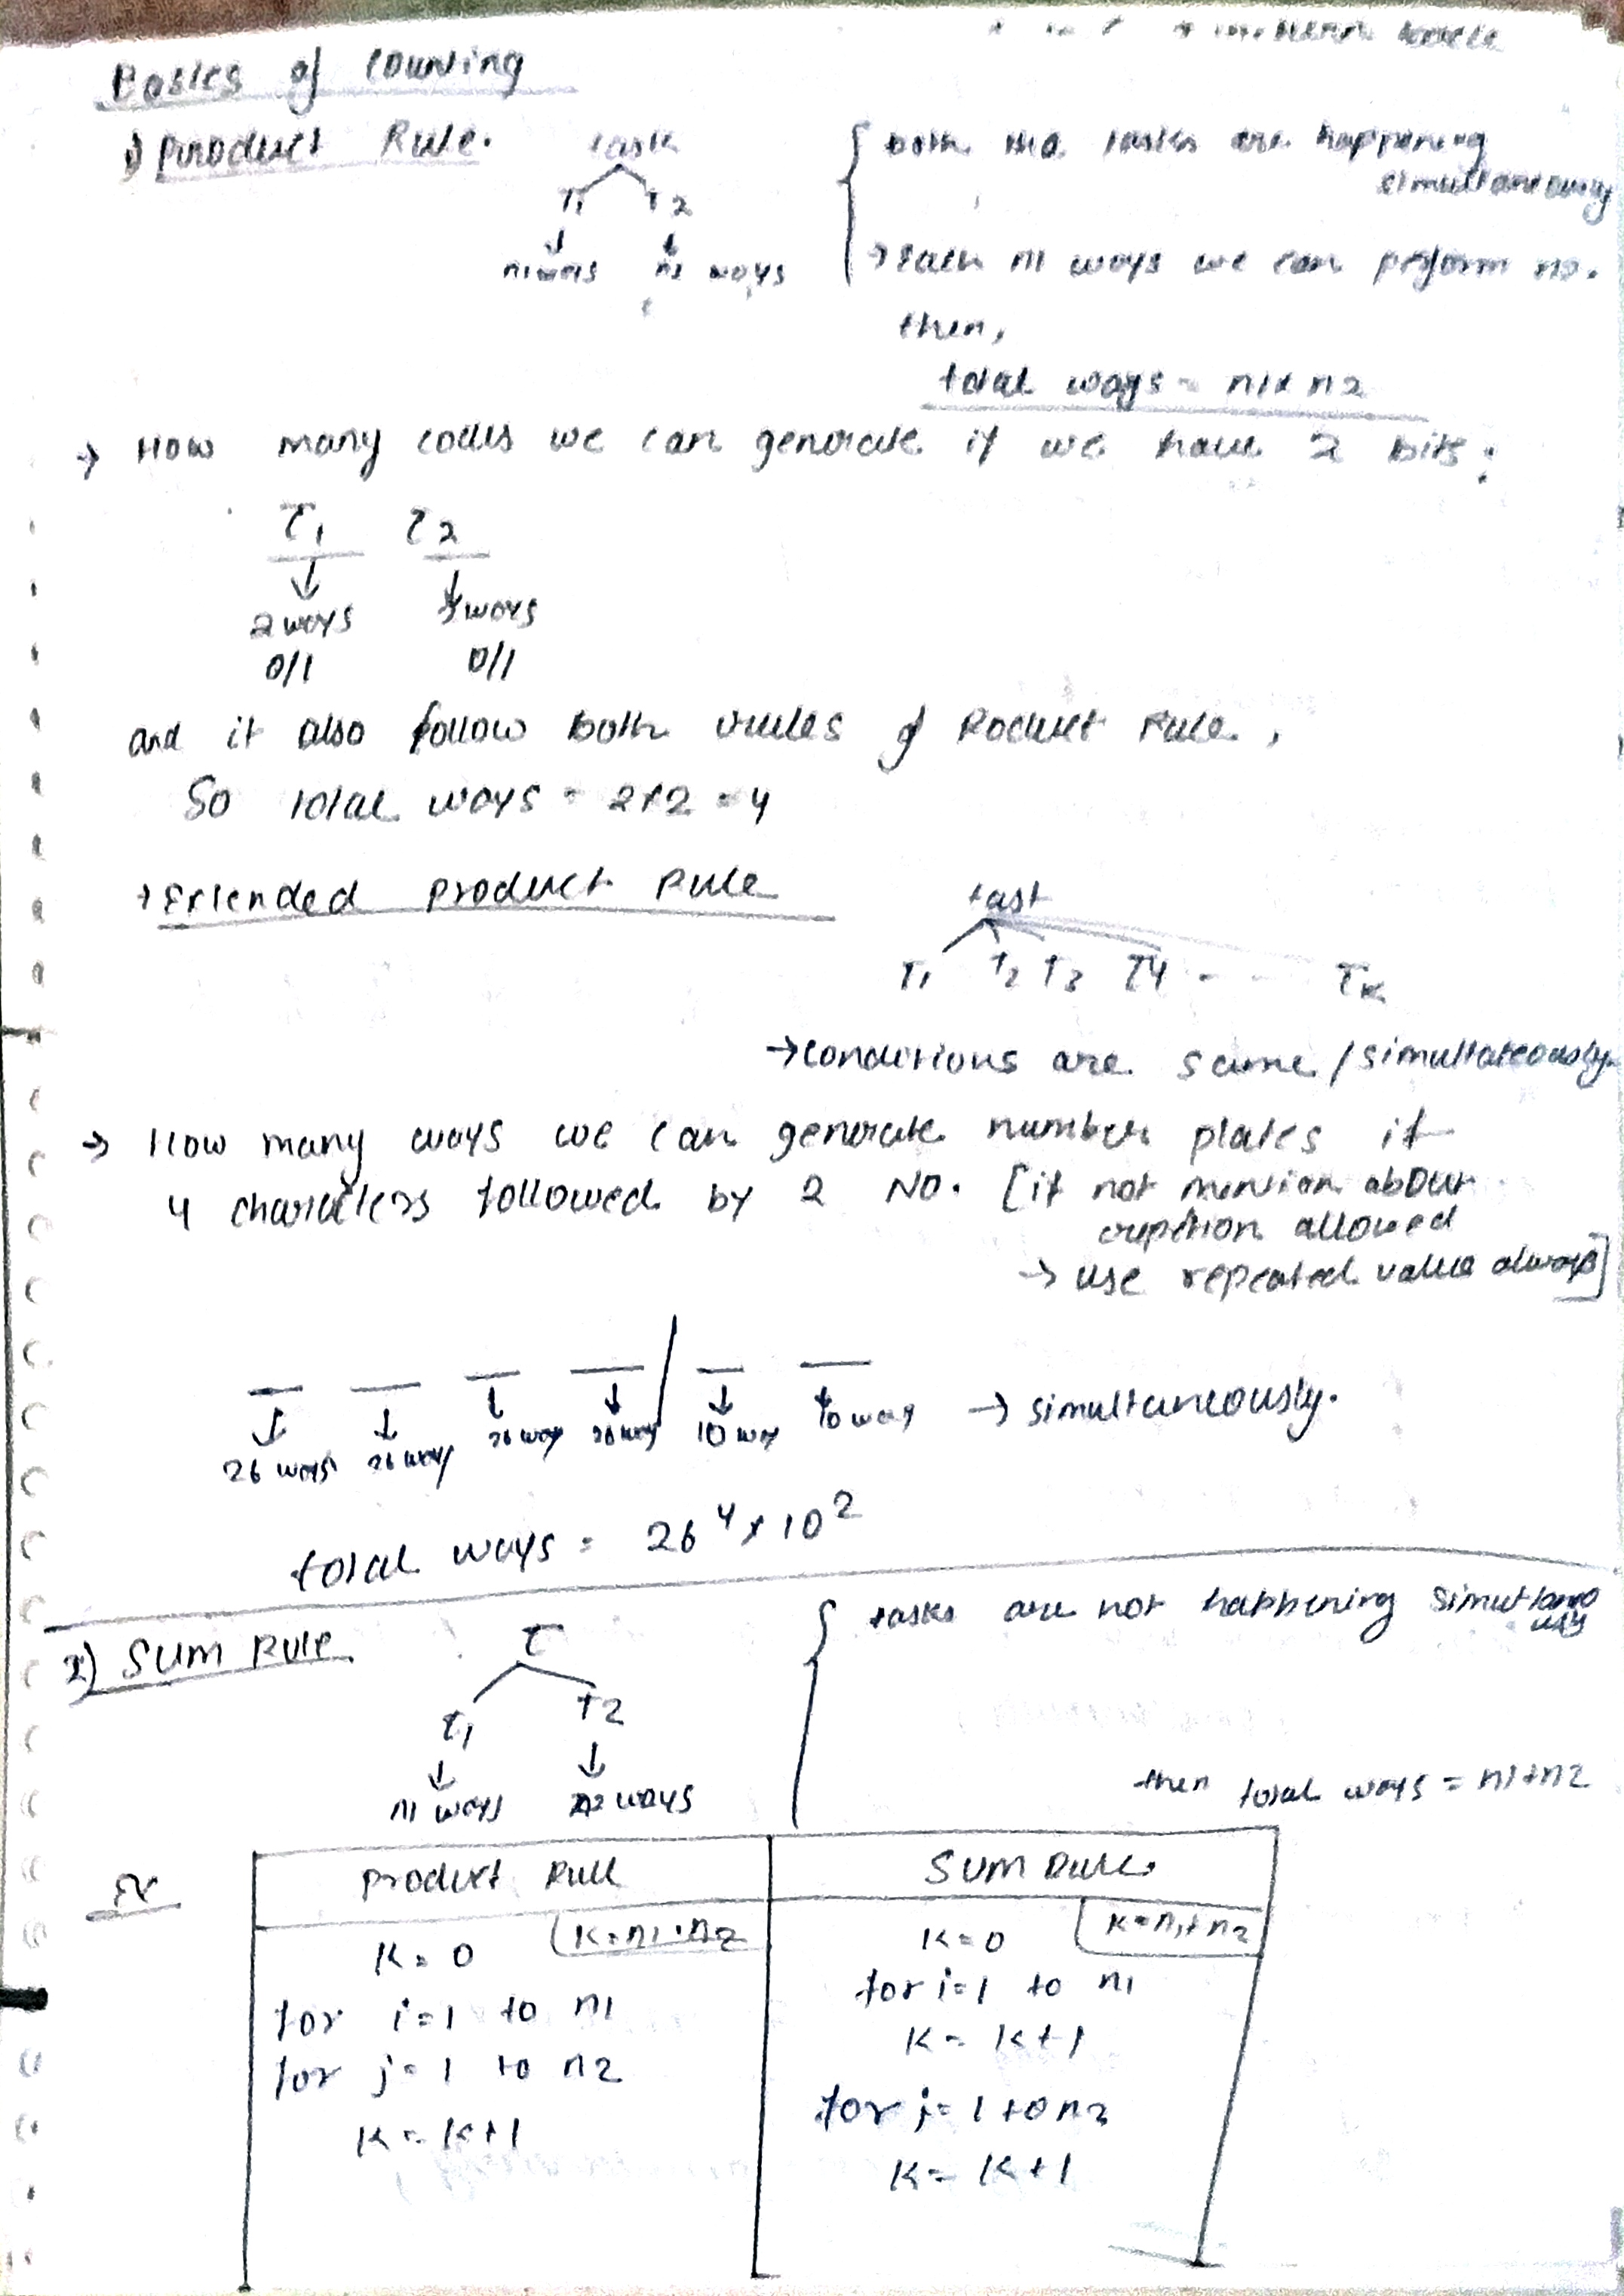 Basics of counting
1) Product Rule.
task
T1 T2
n1 ways n2 ways
both the tasks are happening
simultaneously
→ Each n1 ways we can perform n2.
then,
total ways = n1 x n2
→ How many codes we can generate if we have 2 bits:
T1 T2
2 ways 2 ways
0/1 0/1
and it also follow both rules of Roduct Rule,
So total ways = 2x2 = 4
→ Extended product Rule
task
T1 T2 T3 T4 - - - TK
→ conditions are same / simultateously.
→ How many ways we can generate number plates if
4 characters followed by 2 NO. [if not mention about
repition allowed
→ use repeated value always]
26 ways 26 way 26 way 26 way / 10 way 10 way → simultaneously.
total ways = 26^4 x 10^2
2) SUM RUle
T
T1 T2
n1 ways n2 ways
tasks are not happening simultano
usly
then total ways = n1+n2
Ex
Product Rule
K=n1·n2
K = 0
for i=1 to n1
for j=1 to n2
K = K+1
SUM Rule.
K=n1+n2
K=0
for i=1 to n1
K = K+1
for j=1 to n2
K = K+1